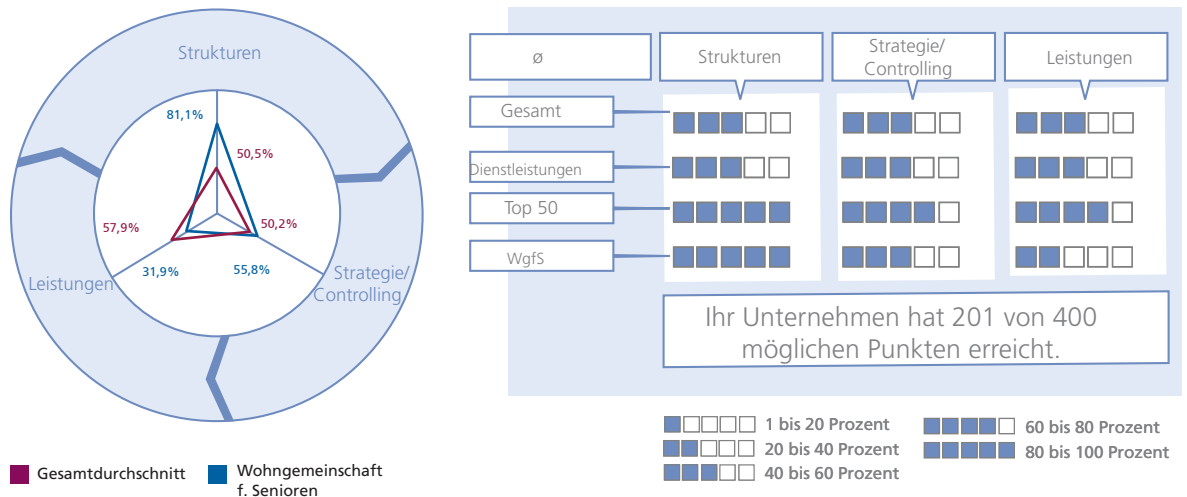 Strukturen
81,1%
50,5%
57,9%
50,2%
31,9%
55,8%
Leistungen
Strategie/
Controlling
Gesamtdurchschnitt
Wohngemeinschaft
f. Senioren
ø
Strukturen
Strategie/
Controlling
Leistungen
Gesamt
Dienstleistungen
Top 50
WgfS
Ihr Unternehmen hat 201 von 400
möglichen Punkten erreicht.
1 bis 20 Prozent
20 bis 40 Prozent
40 bis 60 Prozent
60 bis 80 Prozent
80 bis 100 Prozent